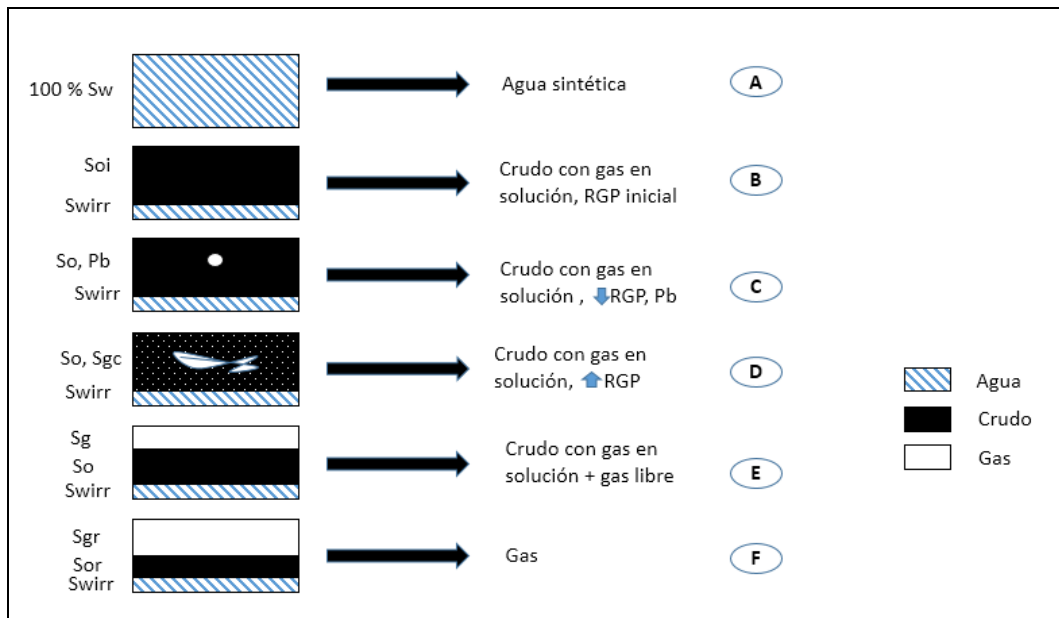 100 % Sw
Agua sintética
A
Soi
Swirr
Crudo con gas en
solución, RGP inicial
B
So, Pb
Swirr
Crudo con gas en
solución , RGP, Pb
C
So, Sgc
Swirr
Crudo con gas en
solución, RGP
D
Sg
So
Swirr
Crudo con gas en
solución + gas libre
E
Sgr
Sor
Swirr
Gas
F
Agua
Crudo
Gas